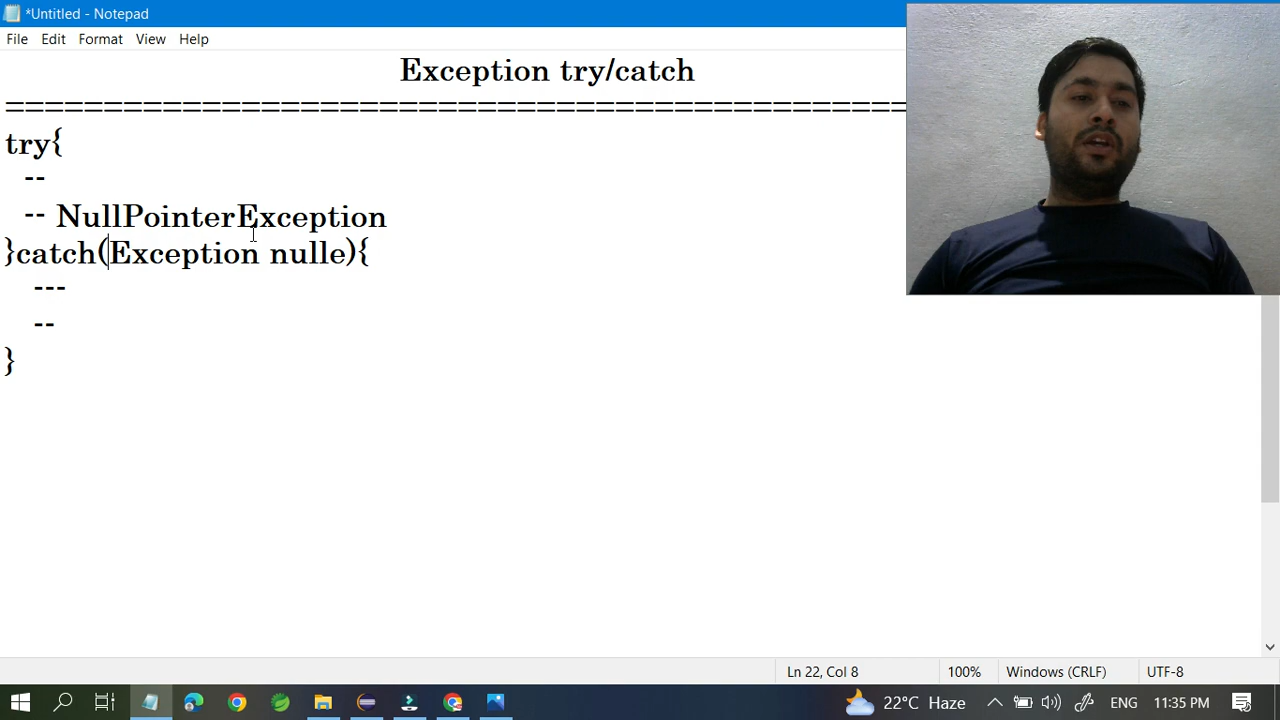 *Untitled - Notepad
File Edit Format View Help
Exception try/catch
==============================================
try{
--
-- NullPointerException
}catch(Exception nulle){
---
--
}
Ln 22, Col 8 100% Windows (CRLF) UTF-8
22°C Haze ENG 11:35 PM